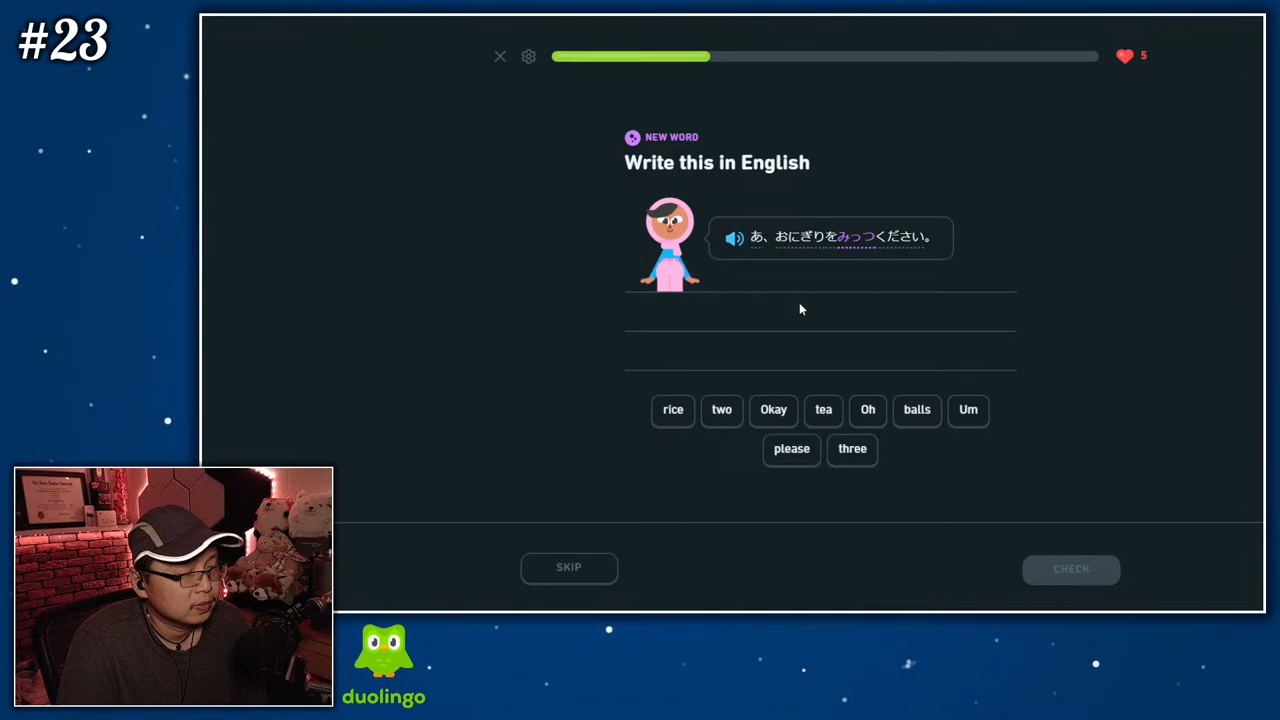 #23
5
NEW WORD
Write this in English
あ、おにぎりをみっつください。
rice two Okay tea Oh balls Um
please three
SKIP
CHECK
duolingo